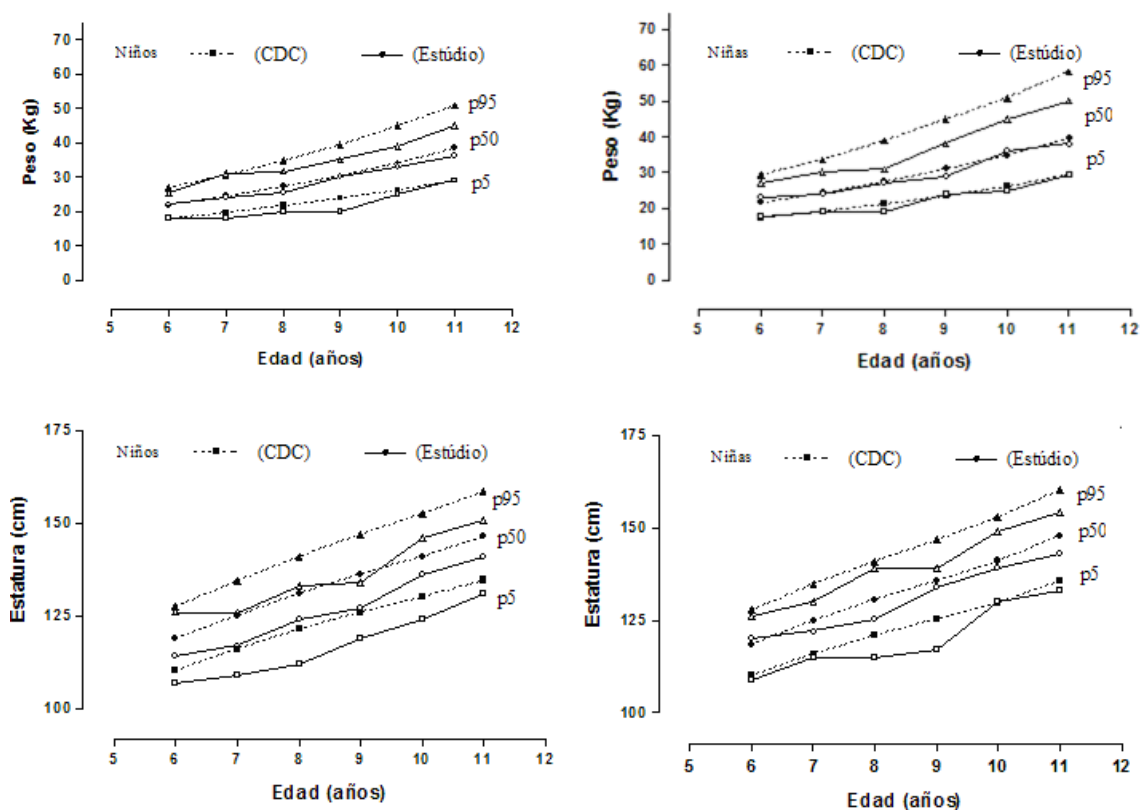 Niños (CDC) (Estúdio)
Peso (Kg)
70
60
50
40
30
20
10
0
p95
p50
p5
5 6 7 8 9 10 11 12
Edad (años)
Niñas (CDC) (Estúdio)
Peso (Kg)
70
60
50
40
30
20
10
0
p95
p50
p5
5 6 7 8 9 10 11 12
Edad (años)
Niños (CDC) (Estúdio)
Estatura (cm)
175
150
125
100
p95
p50
p5
5 6 7 8 9 10 11 12
Edad (años)
Niñas (CDC) (Estúdio)
Estatura (cm)
175
150
125
100
p95
p50
p5
5 6 7 8 9 10 11 12
Edad (años)